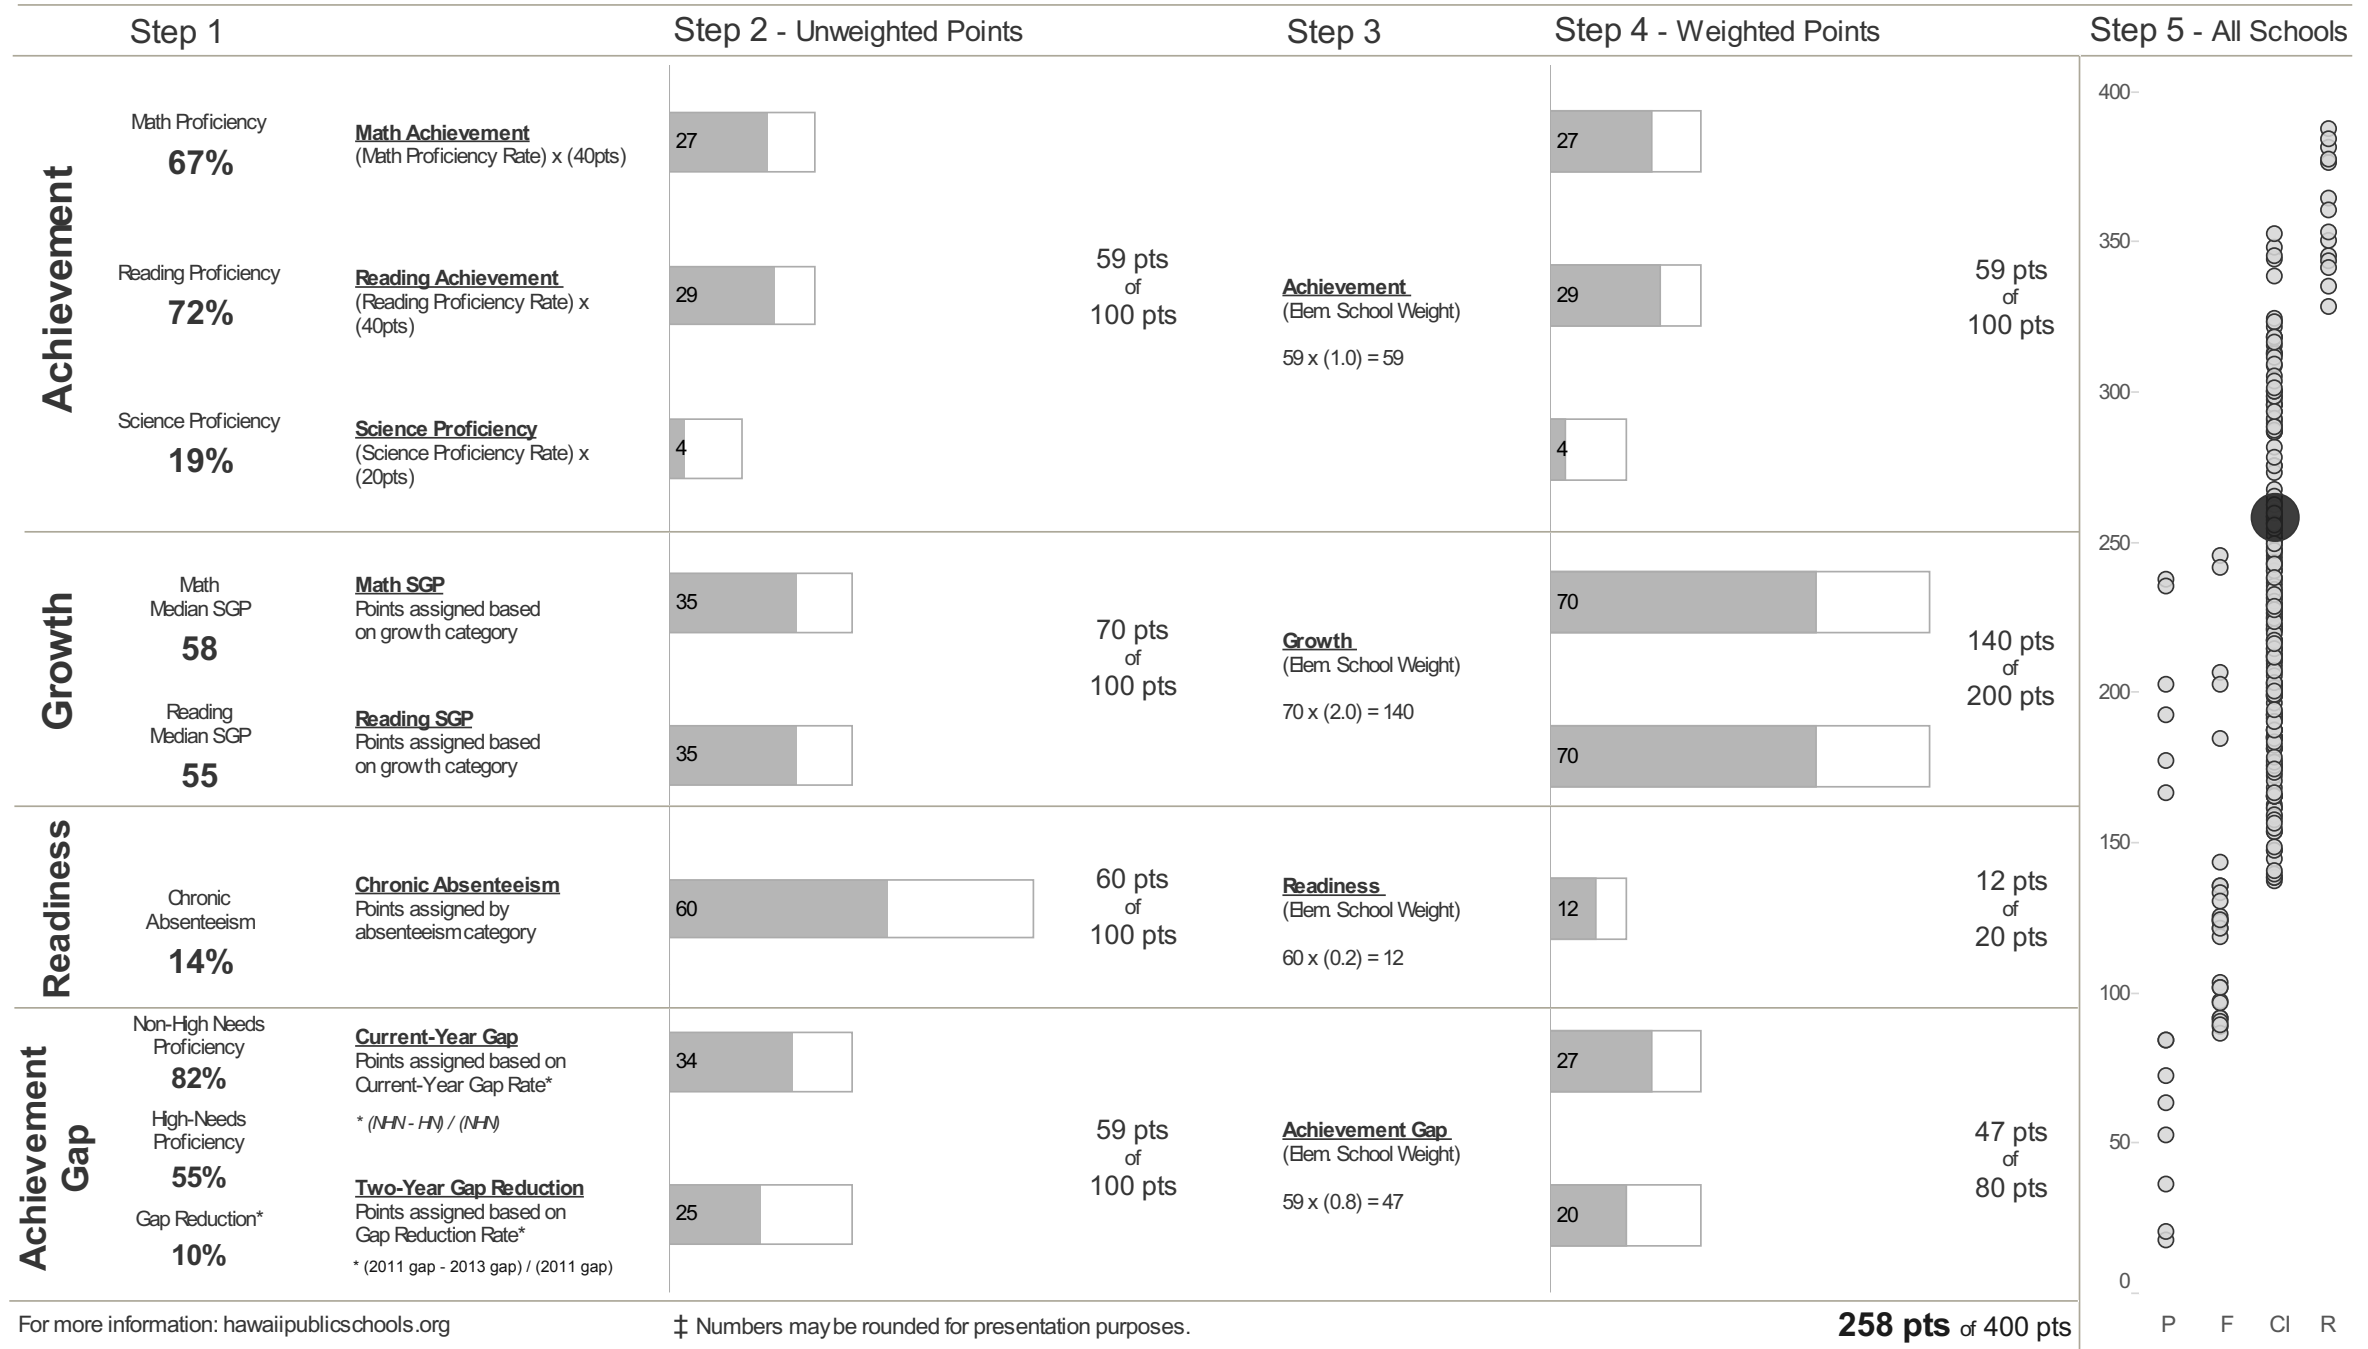 Step 1
Step 2 - Unweighted Points
Step 3
Step 4 - Weighted Points
Step 5 - All Schools
Achievement
Math Proficiency
67%
Math Achievement
(Math Proficiency Rate) x (40pts)
27
27
Reading Proficiency
72%
Reading Achievement
(Reading Proficiency Rate) x
(40pts)
29
59 pts
of
100 pts
Achievement
(Elem. School Weight)
59 x (1.0) = 59
29
59 pts
of
100 pts
Science Proficiency
19%
Science Proficiency
(Science Proficiency Rate) x
(20pts)
4
4
Growth
Math
Median SGP
58
Math SGP
Points assigned based
on growth category
35
70 pts
of
100 pts
Growth
(Elem. School Weight)
70 x (2.0) = 140
70
140 pts
of
200 pts
Reading
Median SGP
55
Reading SGP
Points assigned based
on growth category
35
70
Readiness
Chronic
Absenteeism
14%
Chronic Absenteeism
Points assigned by
absenteeism category
60
60 pts
of
100 pts
Readiness
(Elem. School Weight)
60 x (0.2) = 12
12
12 pts
of
20 pts
Achievement
Gap
Non-High Needs
Proficiency
82%
High-Needs
Proficiency
55%
Gap Reduction*
10%
Current-Year Gap
Points assigned based on
Current-Year Gap Rate*
* (NHN - HN) / (NHN)
Two-Year Gap Reduction
Points assigned based on
Gap Reduction Rate*
* (2011 gap - 2013 gap) / (2011 gap)
34
25
59 pts
of
100 pts
Achievement Gap
(Elem. School Weight)
59 x (0.8) = 47
27
20
47 pts
of
80 pts
400
350
300
250
200
150
100
50
0
P F CI R
For more information: hawaiipublicschools.org
‡ Numbers may be rounded for presentation purposes.
258 pts of 400 pts